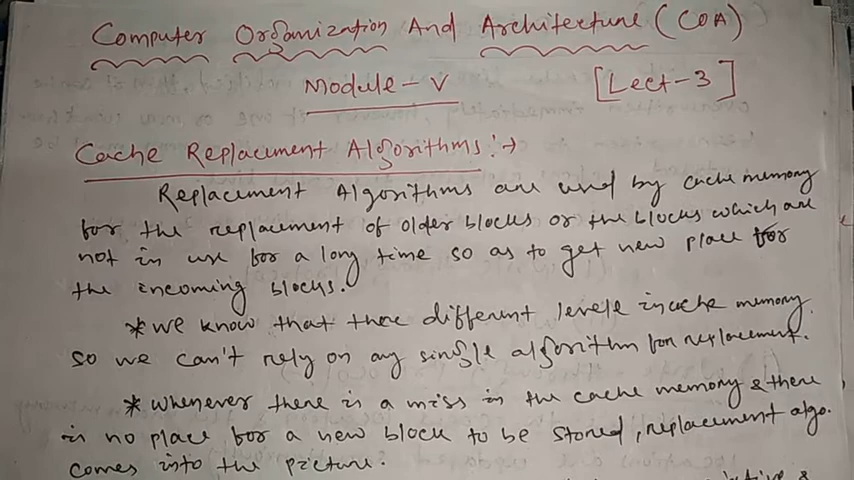 Computer Organization And Architecture (COA)
Module - V [Lect-3]
Cache Replacement Algorithms :→
Replacement Algorithms are used by cache memory
for the replacement of older blocks or the blocks which are
not in use for a long time so as to get new place for
the incoming blocks.
* We know that there different levels in cache memory.
so we can't rely on any single algorithm for replacement.
* Whenever there is a miss in the cache memory & there
is no place for a new block to be stored, replacement algo.
comes into the picture.